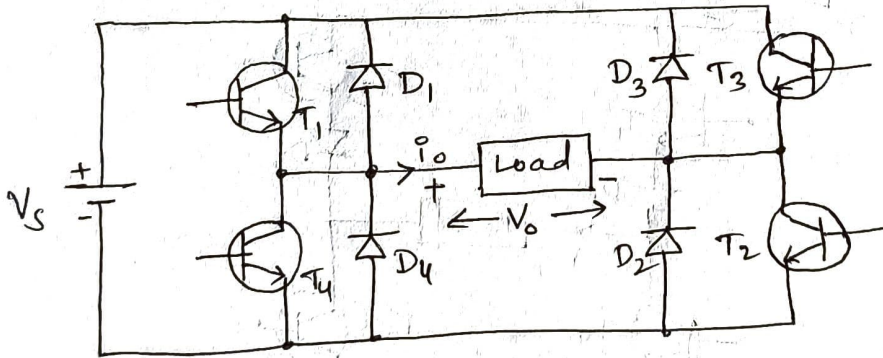 D₁
D₃
T₃
T₁
i₀
Load
+
-
+
-
Vₛ
V₀
T₄
D₄
D₂
T₂